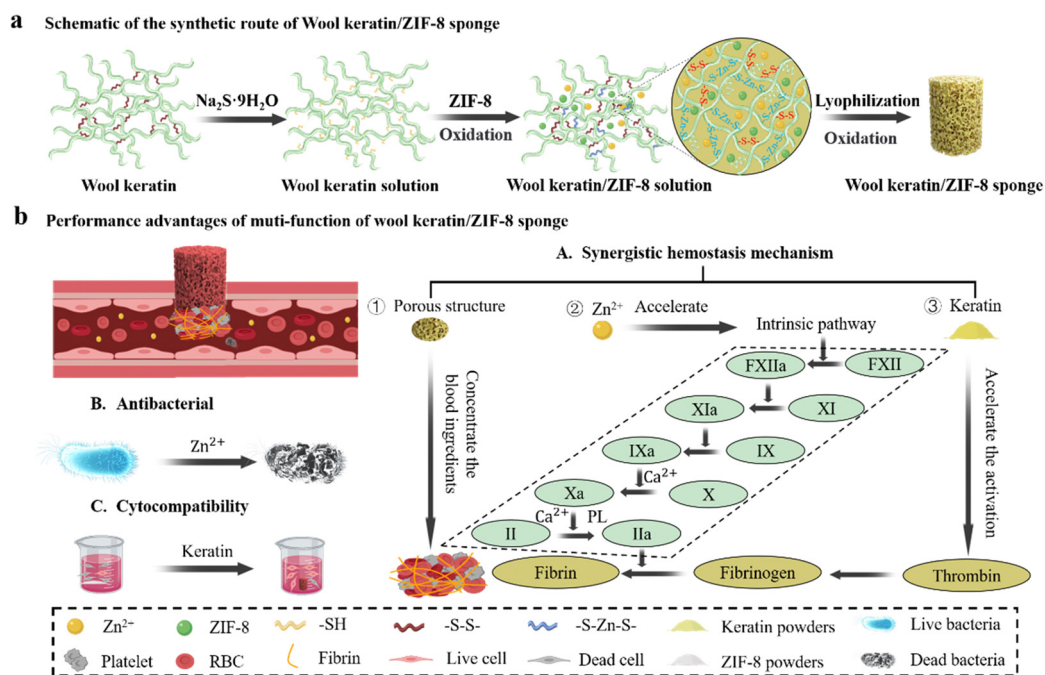 a Schematic of the synthetic route of Wool keratin/ZIF-8 sponge
Na₂S·9H₂O
ZIF-8
Oxidation
-S-S-
-S-Zn-S-
-S-Zn-S-
-S-S-
-S-Zn-S-
-S-Zn-S-
-S-S-
-S-S-
-S-Zn-S-
Lyophilization
Oxidation
Wool keratin
Wool keratin solution
Wool keratin/ZIF-8 solution
Wool keratin/ZIF-8 sponge
b Performance advantages of muti-function of wool keratin/ZIF-8 sponge
A. Synergistic hemostasis mechanism
① Porous structure
② Zn²⁺ Accelerate
Intrinsic pathway
③ Keratin
Concentrate the
blood ingredients
FXIIa
FXII
XIa
XI
IXa
IX
Ca²⁺
Xa
X
Ca²⁺ PL
II
IIa
Fibrin
Fibrinogen
Thrombin
Accelerate the activation
B. Antibacterial
Zn²⁺
C. Cytocompatibility
Keratin
Zn²⁺
ZIF-8
-SH
-S-S-
-S-Zn-S-
Keratin powders
Live bacteria
Platelet
RBC
Fibrin
Live cell
Dead cell
ZIF-8 powders
Dead bacteria